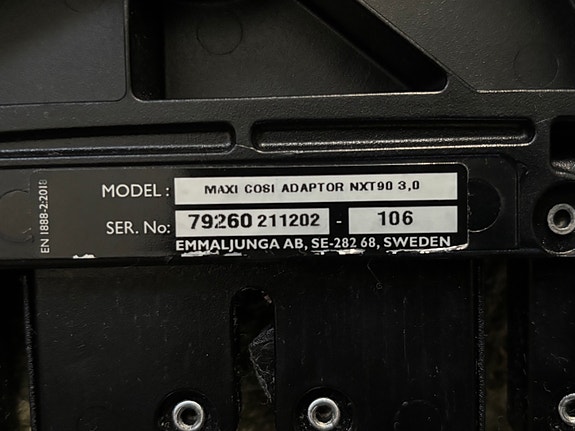 EN 1888-2:2018
MODEL : MAXI COSI ADAPTOR NXT90 3,0
SER. No: 79260 211202 - 106
EMMALJUNGA AB, SE-282 68, SWEDEN